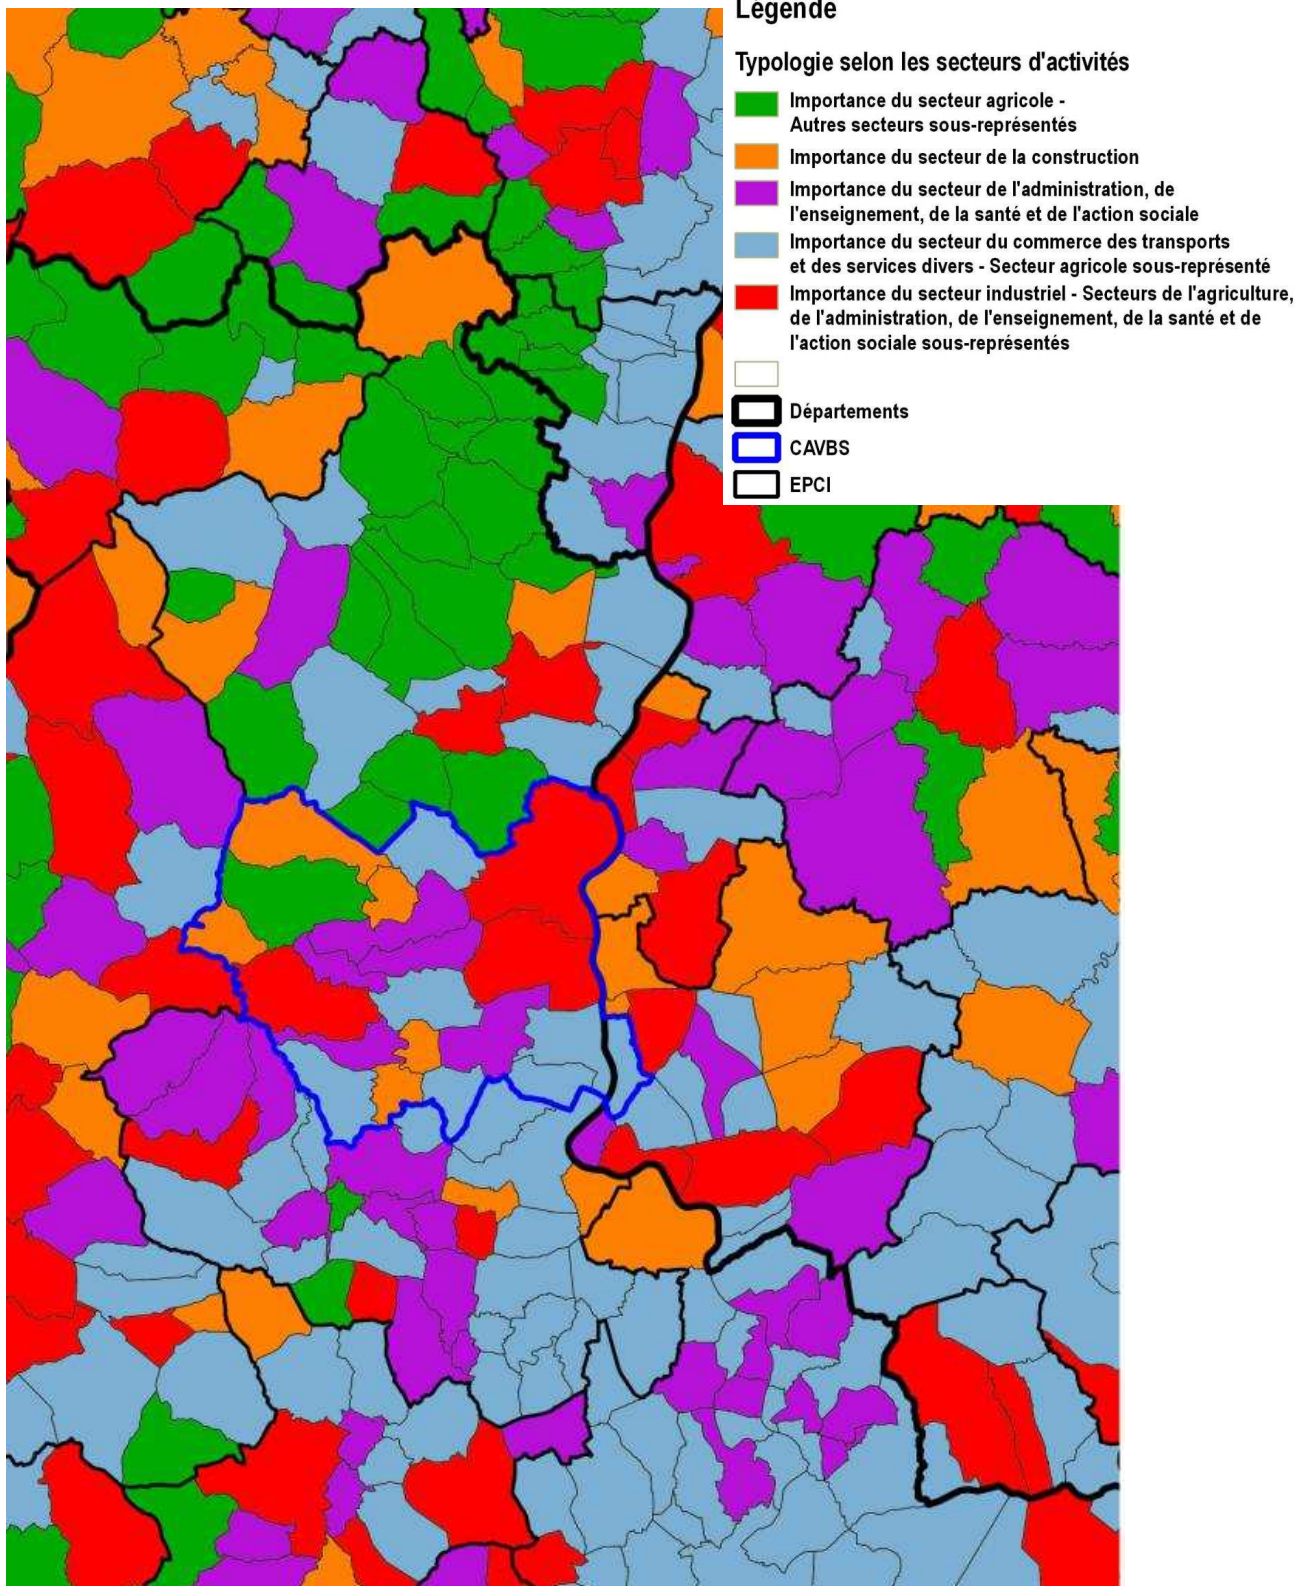 Légende
Typologie selon les secteurs d'activités
Importance du secteur agricole -
Autres secteurs sous-représentés
Importance du secteur de la construction
Importance du secteur de l'administration, de
l'enseignement, de la santé et de l'action sociale
Importance du secteur du commerce des transports
et des services divers - Secteur agricole sous-représenté
Importance du secteur industriel - Secteurs de l'agriculture,
de l'administration, de l'enseignement, de la santé et de
l'action sociale sous-représentés
Départements
CAVBS
EPCI